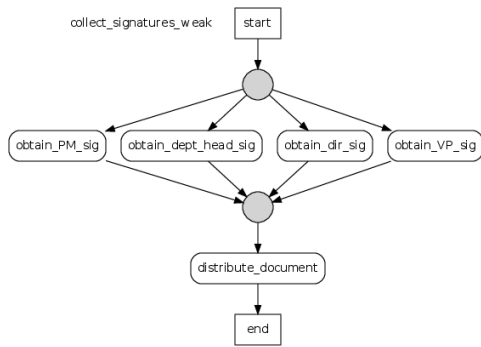 collect_signatures_weak
start
obtain_PM_sig
obtain_dept_head_sig
obtain_dir_sig
obtain_VP_sig
distribute_document
end